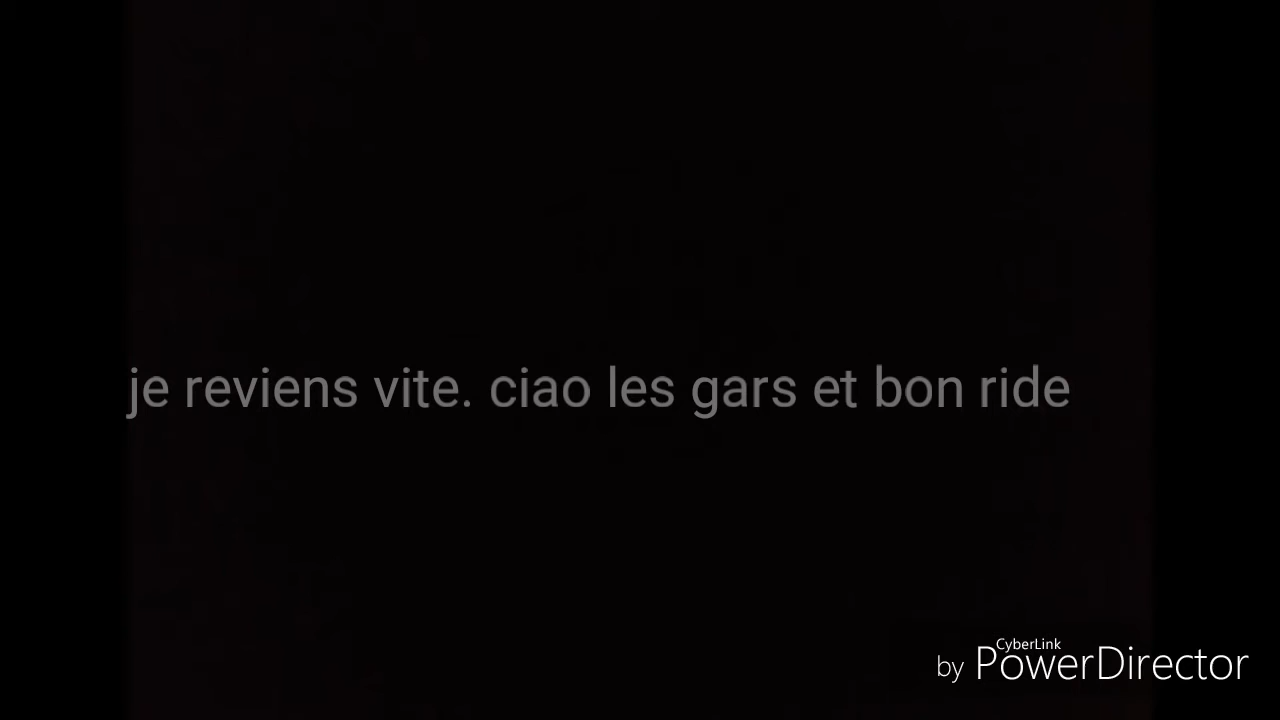 je reviens vite. ciao les gars et bon ride
CyberLink
by PowerDirector